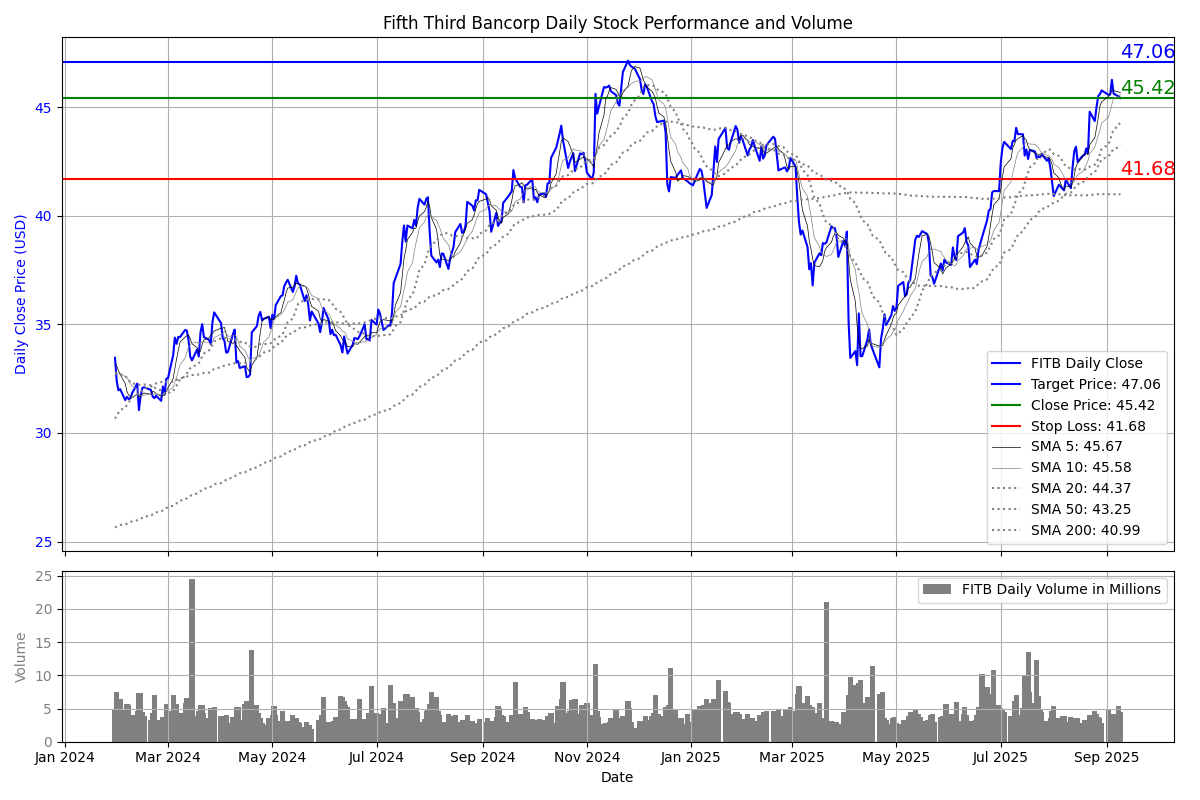 Fifth Third Bancorp Daily Stock Performance and Volume
47.06
45.42
41.68
45
40
35
30
25
Daily Close Price (USD)
FITB Daily Close
Target Price: 47.06
Close Price: 45.42
Stop Loss: 41.68
SMA 5: 45.67
SMA 10: 45.58
SMA 20: 44.37
SMA 50: 43.25
SMA 200: 40.99
25
20
15
10
5
0
Volume
FITB Daily Volume in Millions
Jan 2024 Mar 2024 May 2024 Jul 2024 Sep 2024 Nov 2024 Jan 2025 Mar 2025 May 2025 Jul 2025 Sep 2025
Date